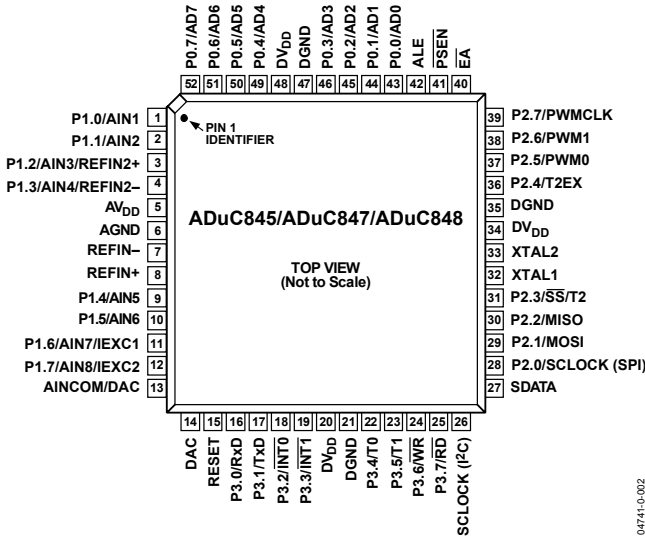 P0.7/AD7
P0.6/AD6
P0.5/AD5
P0.4/AD4
DVDD
DGND
P0.3/AD3
P0.2/AD2
P0.1/AD1
P0.0/AD0
ALE
P̅S̅E̅N̅
E̅A̅
52 51 50 49 48 47 46 45 44 43 42 41 40
P1.0/AIN1 1
P1.1/AIN2 2
P1.2/AIN3/REFIN2+ 3
P1.3/AIN4/REFIN2– 4
AVDD 5
AGND 6
REFIN– 7
REFIN+ 8
P1.4/AIN5 9
P1.5/AIN6 10
P1.6/AIN7/IEXC1 11
P1.7/AIN8/IEXC2 12
AINCOM/DAC 13
PIN 1
IDENTIFIER
ADuC845/ADuC847/ADuC848
TOP VIEW
(Not to Scale)
39 P2.7/PWMCLK
38 P2.6/PWM1
37 P2.5/PWM0
36 P2.4/T2EX
35 DGND
34 DVDD
33 XTAL2
32 XTAL1
31 P2.3/S̅S̅/T2
30 P2.2/MISO
29 P2.1/MOSI
28 P2.0/SCLOCK (SPI)
27 SDATA
14 15 16 17 18 19 20 21 22 23 24 25 26
DAC
RESET
P3.0/RxD
P3.1/TxD
P3.2/I̅N̅T̅0̅
P3.3/I̅N̅T̅1̅
DVDD
DGND
P3.4/T0
P3.5/T1
P3.6/W̅R̅
P3.7/R̅D̅
SCLOCK (I²C)
04741-0-002